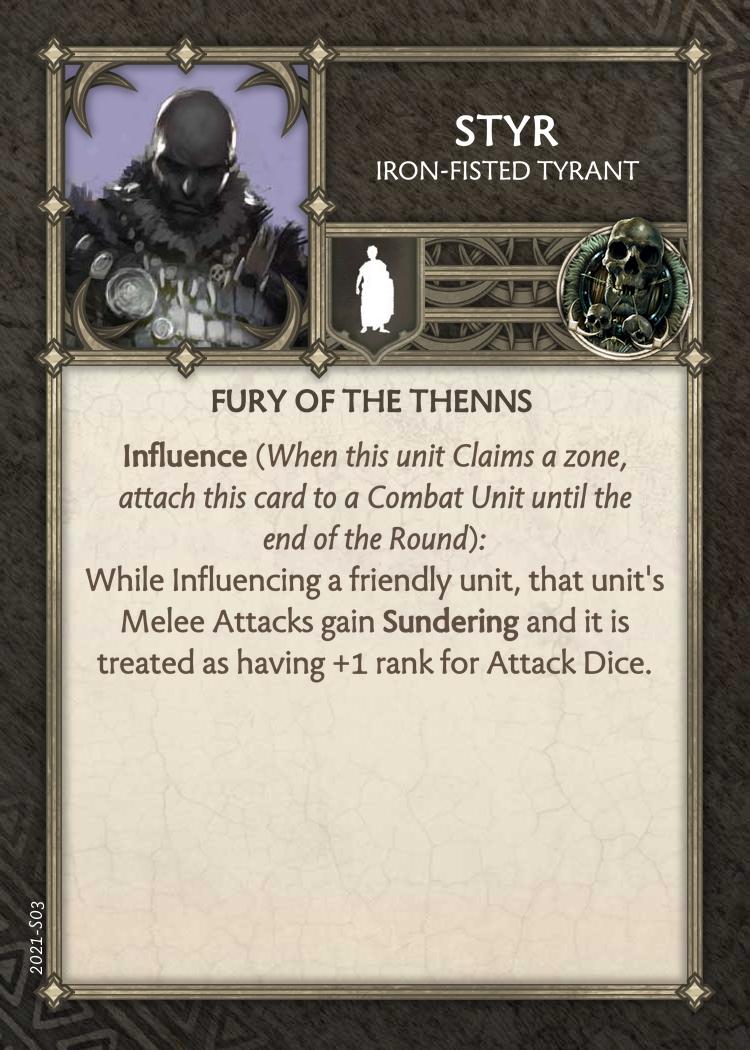 STYR
IRON-FISTED TYRANT
FURY OF THE THENNS
Influence (When this unit Claims a zone,
attach this card to a Combat Unit until the
end of the Round):
While Influencing a friendly unit, that unit's
Melee Attacks gain Sundering and it is
treated as having +1 rank for Attack Dice.
2021-S03